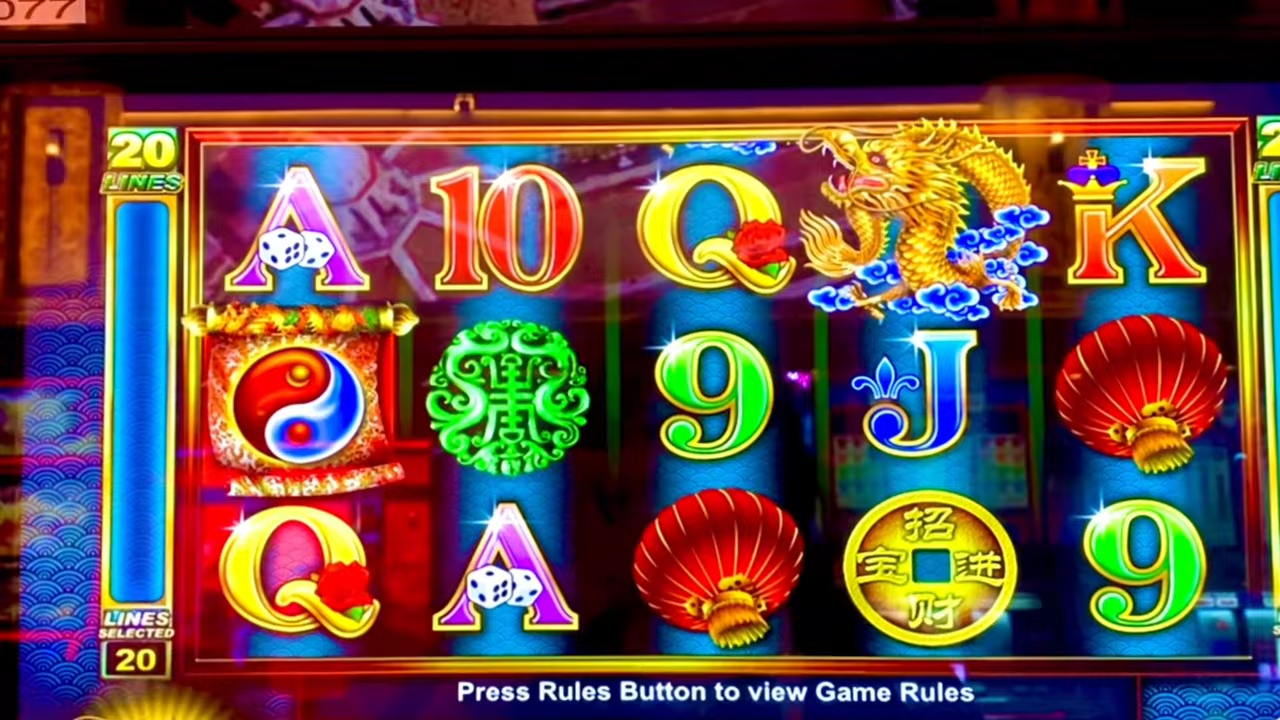 077
20
LINES
A 10 Q K
9 J
Q A 9
招
宝 进
财
LINES
SELECTED
20
Press Rules Button to view Game Rules